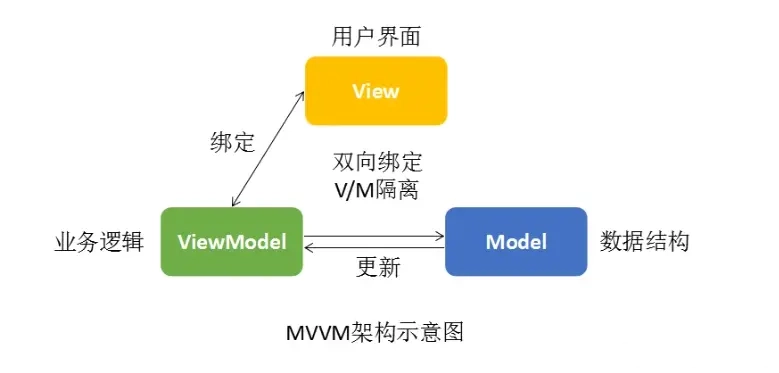 用户界面
View
绑定
双向绑定
V/M隔离
业务逻辑
ViewModel
Model
数据结构
更新
MVVM架构示意图